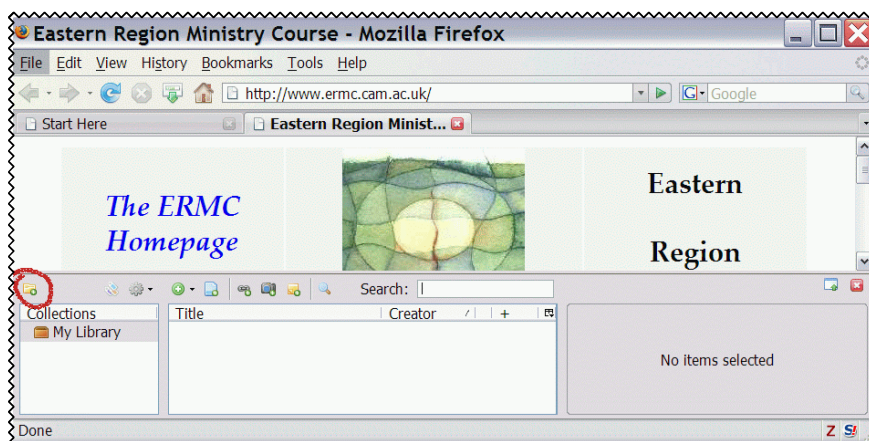 Eastern Region Ministry Course - Mozilla Firefox
File Edit View History Bookmarks Tools Help
http://www.ermc.cam.ac.uk/ G Google
Start Here Eastern Region Minist...
The ERMC
Homepage
Eastern
Region
Search:
Collections Title Creator +
My Library
No items selected
Done Z S!